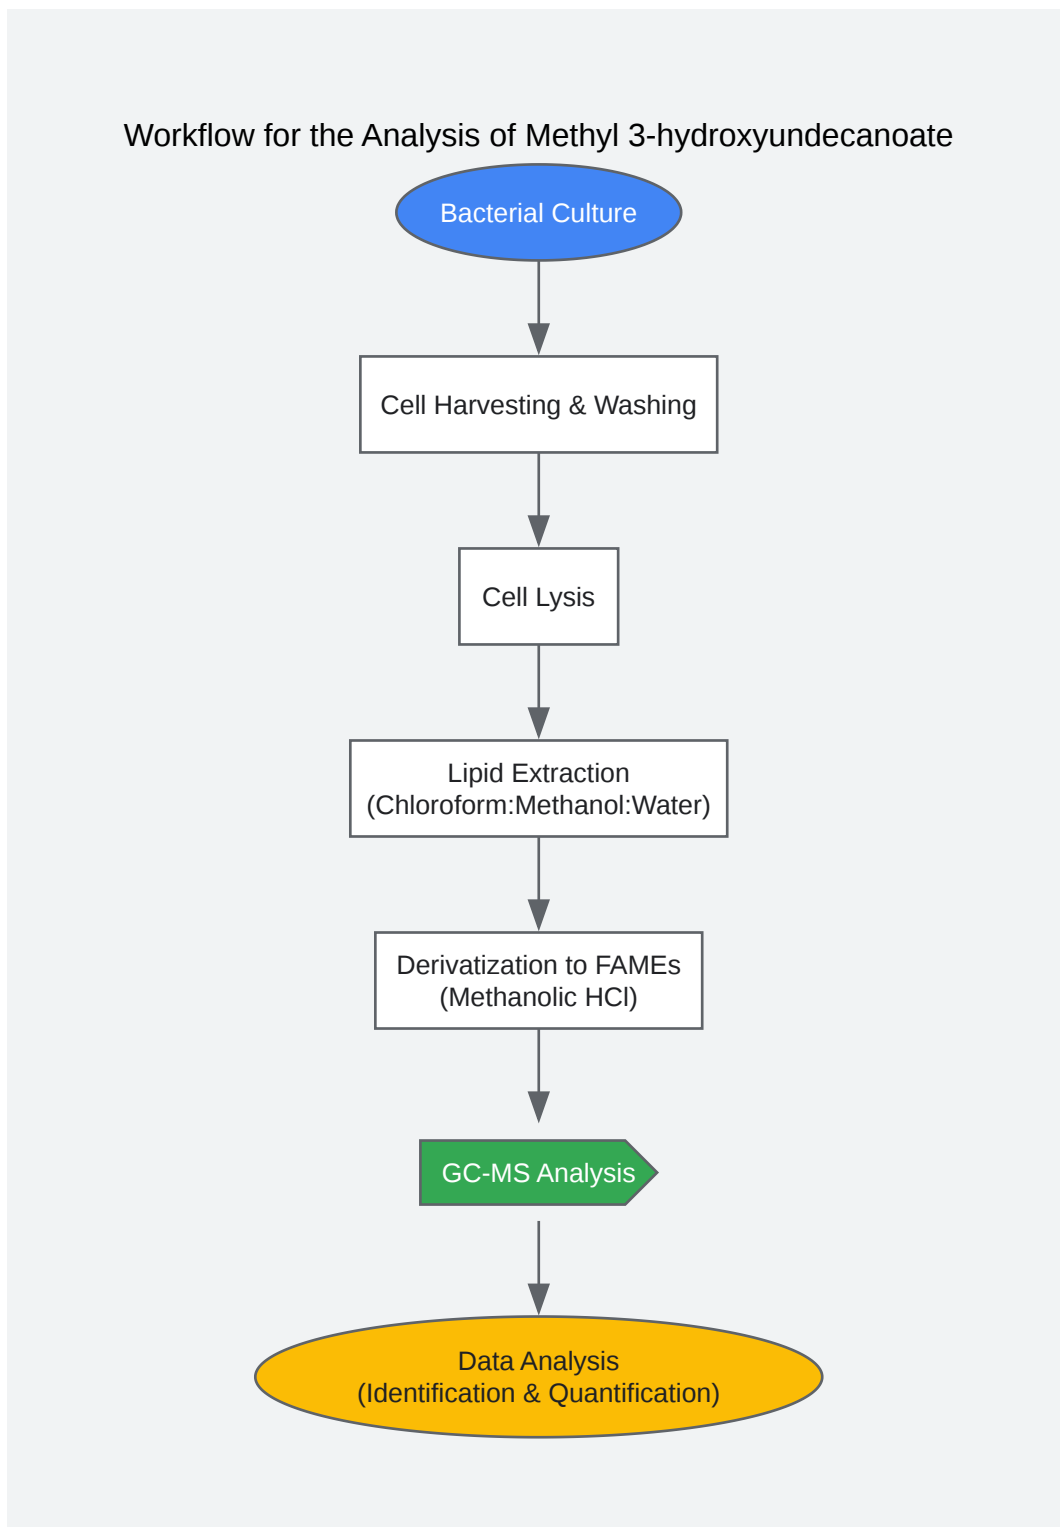 Workflow for the Analysis of Methyl 3-hydroxyundecanoate
Bacterial Culture
Cell Harvesting & Washing
Cell Lysis
Lipid Extraction
(Chloroform:Methanol:Water)
Derivatization to FAMEs
(Methanolic HCl)
GC-MS Analysis
Data Analysis
(Identification & Quantification)